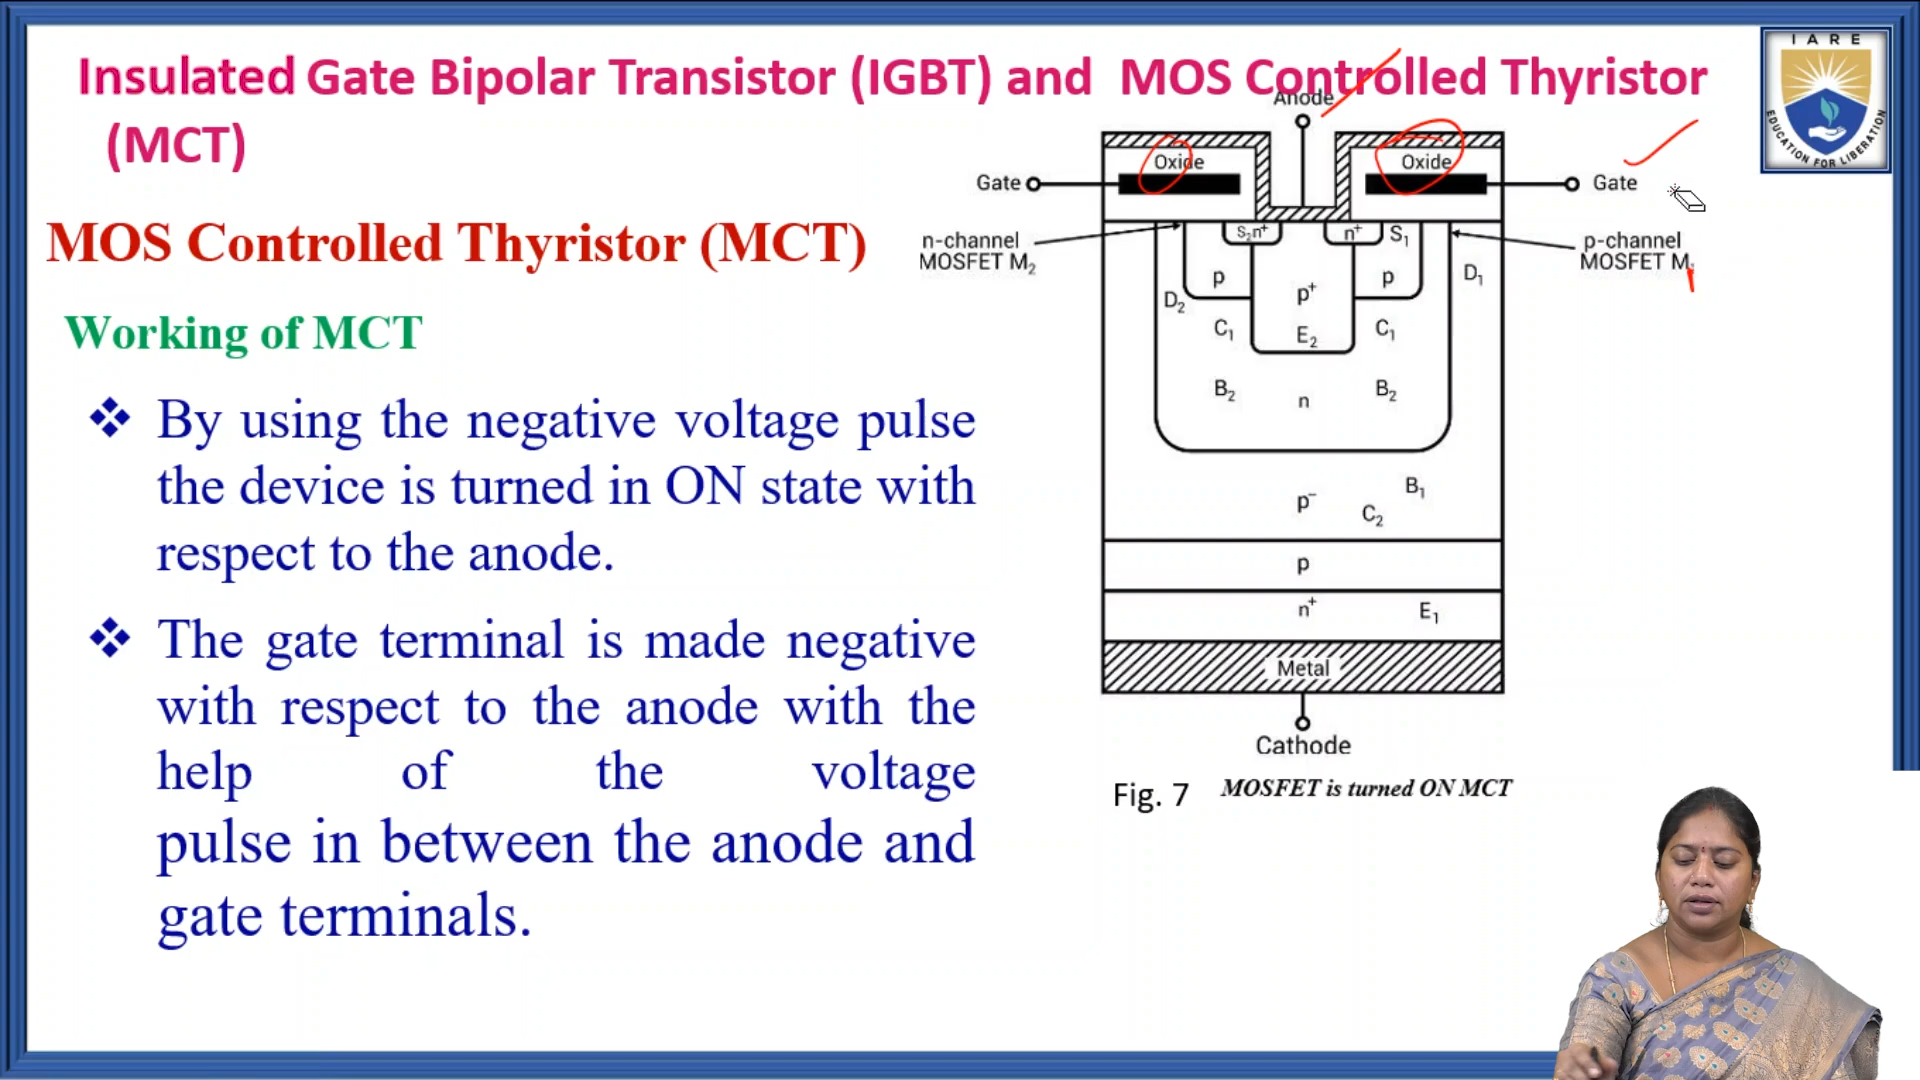 Insulated Gate Bipolar Transistor (IGBT) and MOS Controlled Thyristor
(MCT)
IARE
EDUCATION FOR LIBERATION
MOS Controlled Thyristor (MCT)
Working of MCT
❖ By using the negative voltage pulse
the device is turned in ON state with
respect to the anode.
❖ The gate terminal is made negative
with respect to the anode with the
help of the voltage
pulse in between the anode and
gate terminals.
Anode
Oxide Oxide
Gate Gate
n-channel
MOSFET M₂
S₂n⁺ n⁺ S₁
p-channel
MOSFET M₁
p p⁺ p
D₂ D₁
C₁ E₂ C₁
B₂ n B₂
p⁻ B₁
C₂
p
n⁺ E₁
Metal
Cathode
Fig. 7 MOSFET is turned ON MCT